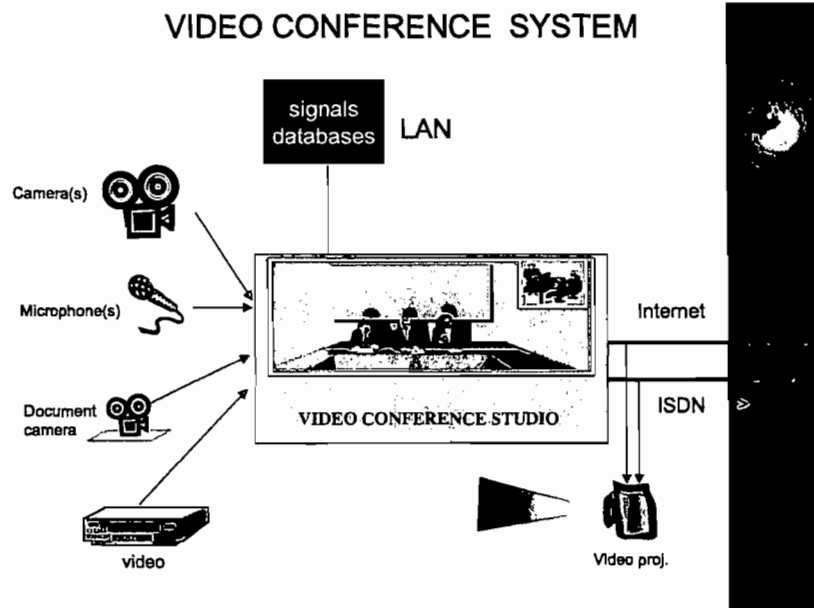 VIDEO CONFERENCE SYSTEM
signals
databases
LAN
Camera(s)
Microphone(s)
Internet
Document
camera
ISDN
VIDEO CONFERENCE STUDIO
video
Video proj.